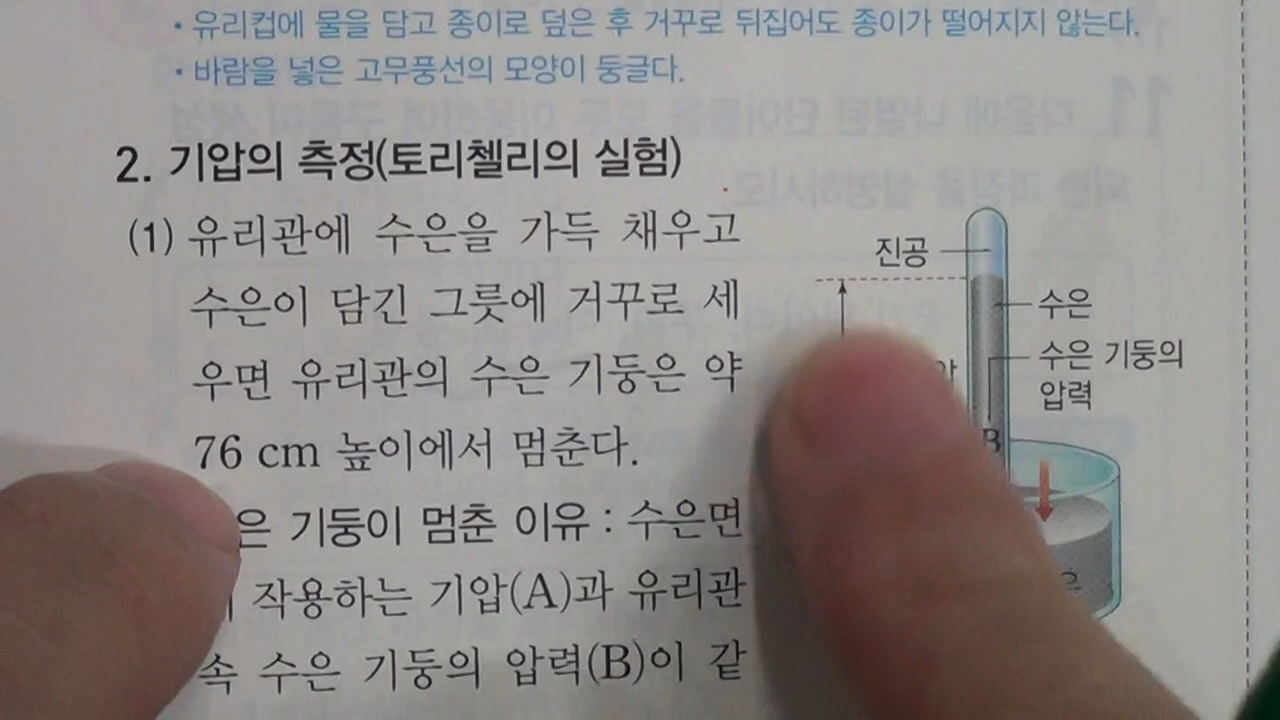 • 유리컵에 물을 담고 종이로 덮은 후 거꾸로 뒤집어도 종이가 떨어지지 않는다.
• 바람을 넣은 고무풍선의 모양이 둥글다.
2. 기압의 측정(토리첼리의 실험)
(1) 유리관에 수은을 가득 채우고
수은이 담긴 그릇에 거꾸로 세
우면 유리관의 수은 기둥은 약
76 cm 높이에서 멈춘다.
은 기둥이 멈춘 이유 : 수은면
작용하는 기압(A)과 유리관
속 수은 기둥의 압력(B)이 같
진공
수은
수은 기둥의
압력
B